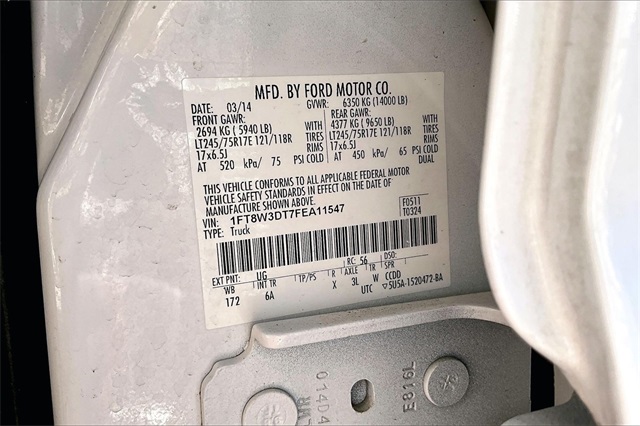 MFD. BY FORD MOTOR CO.
DATE: 03/14 GVWR: 6350 KG (14000 LB)
FRONT GAWR: REAR GAWR:
2694 KG ( 5940 LB) WITH 4377 KG ( 9650 LB) WITH
LT245/75R17E 121/118R TIRES LT245/75R17E 121/118R TIRES
17x6.5J RIMS 17x6.5J RIMS
AT 520 kPa/ 75 PSI COLD AT 450 kPa/ 65 PSI COLD
DUAL
THIS VEHICLE CONFORMS TO ALL APPLICABLE FEDERAL MOTOR
VEHICLE SAFETY STANDARDS IN EFFECT ON THE DATE OF
MANUFACTURE SHOWN ABOVE.
VIN: 1FT8W3DT7FEA11547 F0511
TYPE: Truck T0324
EXT PNT: UG RC: 56 DSO:
WB INT TR TP/PS R AXLE TR SPR
172 6A X 3L W CCDD
UTC ▽5U5A-1520472-BA
E816L